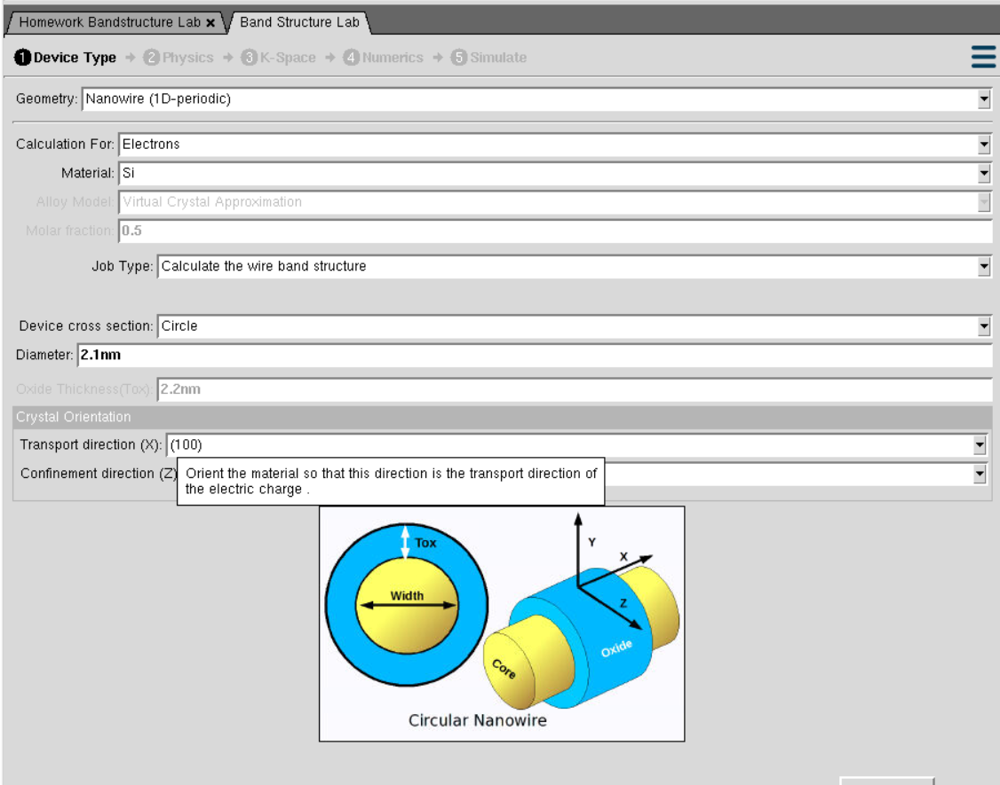 Homework Bandstructure Lab × Band Structure Lab
1 Device Type → 2 Physics → 3 K-Space → 4 Numerics → 5 Simulate
Geometry: Nanowire (1D-periodic)
Calculation For: Electrons
Material: Si
Alloy Model: Virtual Crystal Approximation
Molar fraction: 0.5
Job Type: Calculate the wire band structure
Device cross section: Circle
Diameter: 2.1nm
Oxide Thickness(Tox): 2.2nm
Crystal Orientation
Transport direction (X): (100)
Confinement direction (Z)
Orient the material so that this direction is the transport direction of
the electric charge .
Tox
Width
Y
X
Z
Oxide
Core
Circular Nanowire